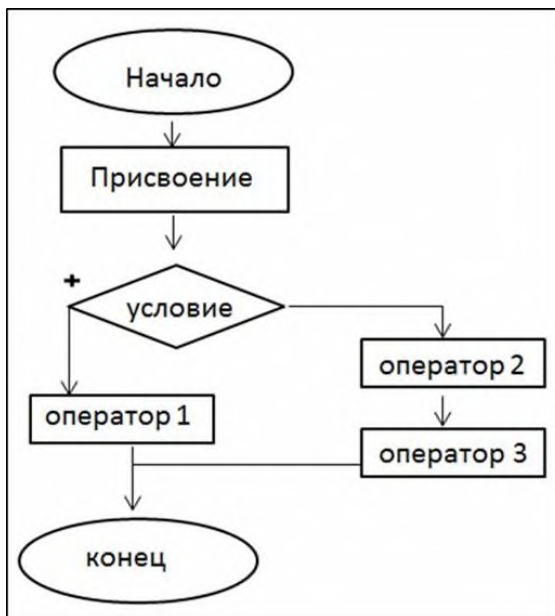 Начало
Присвоение
+
условие
оператор 2
оператор 1
оператор 3
конец